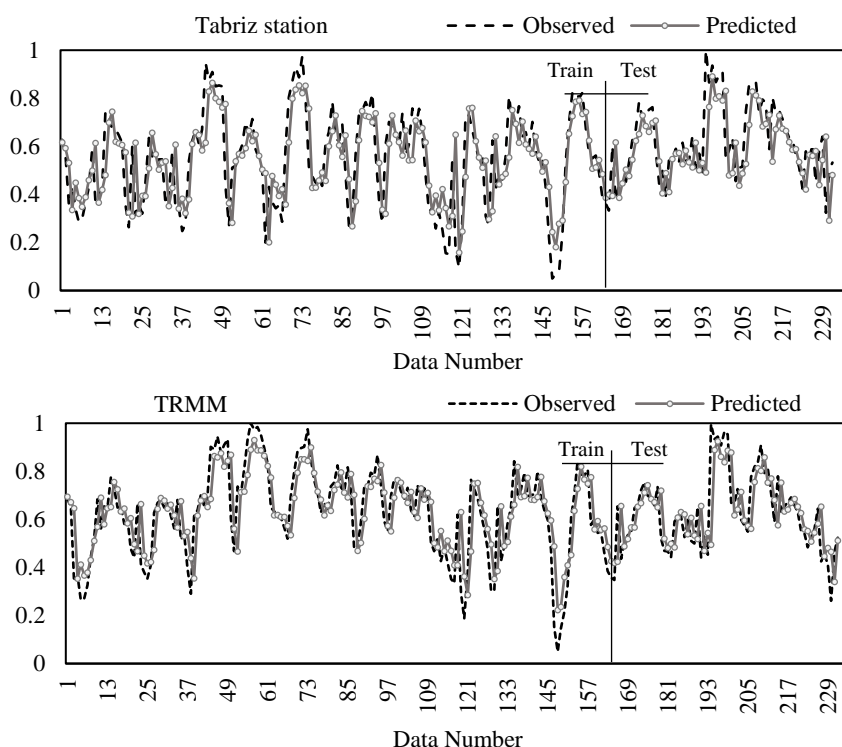 Tabriz station Observed Predicted
1
Train Test
0.8
0.6
0.4
0.2
0
1 13 25 37 49 61 73 85 97 109 121 133 145 157 169 181 193 205 217 229
Data Number
TRMM Observed Predicted
1
Train Test
0.8
0.6
0.4
0.2
0
1 13 25 37 49 61 73 85 97 109 121 133 145 157 169 181 193 205 217 229
Data Number